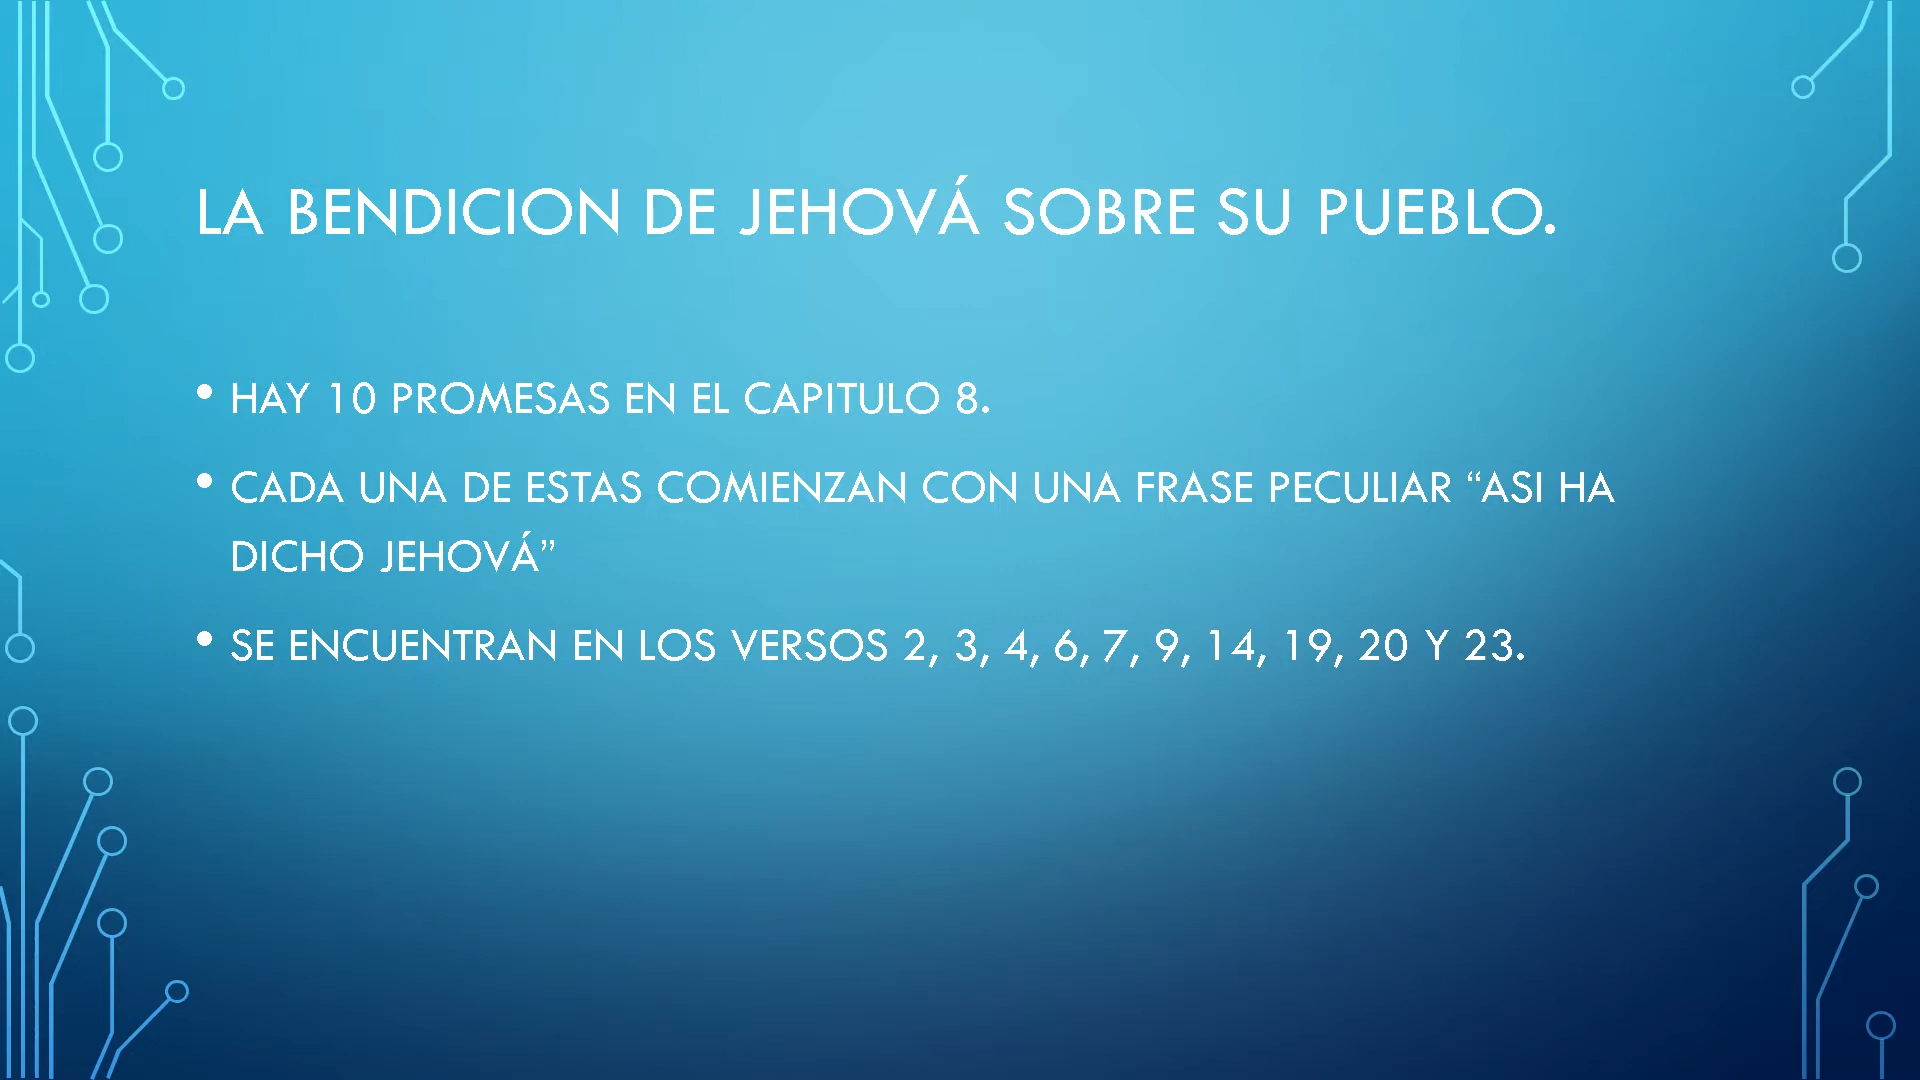 LA BENDICION DE JEHOVÁ SOBRE SU PUEBLO.
• HAY 10 PROMESAS EN EL CAPITULO 8.
• CADA UNA DE ESTAS COMIENZAN CON UNA FRASE PECULIAR “ASI HA
DICHO JEHOVÁ”
• SE ENCUENTRAN EN LOS VERSOS 2, 3, 4, 6, 7, 9, 14, 19, 20 Y 23.